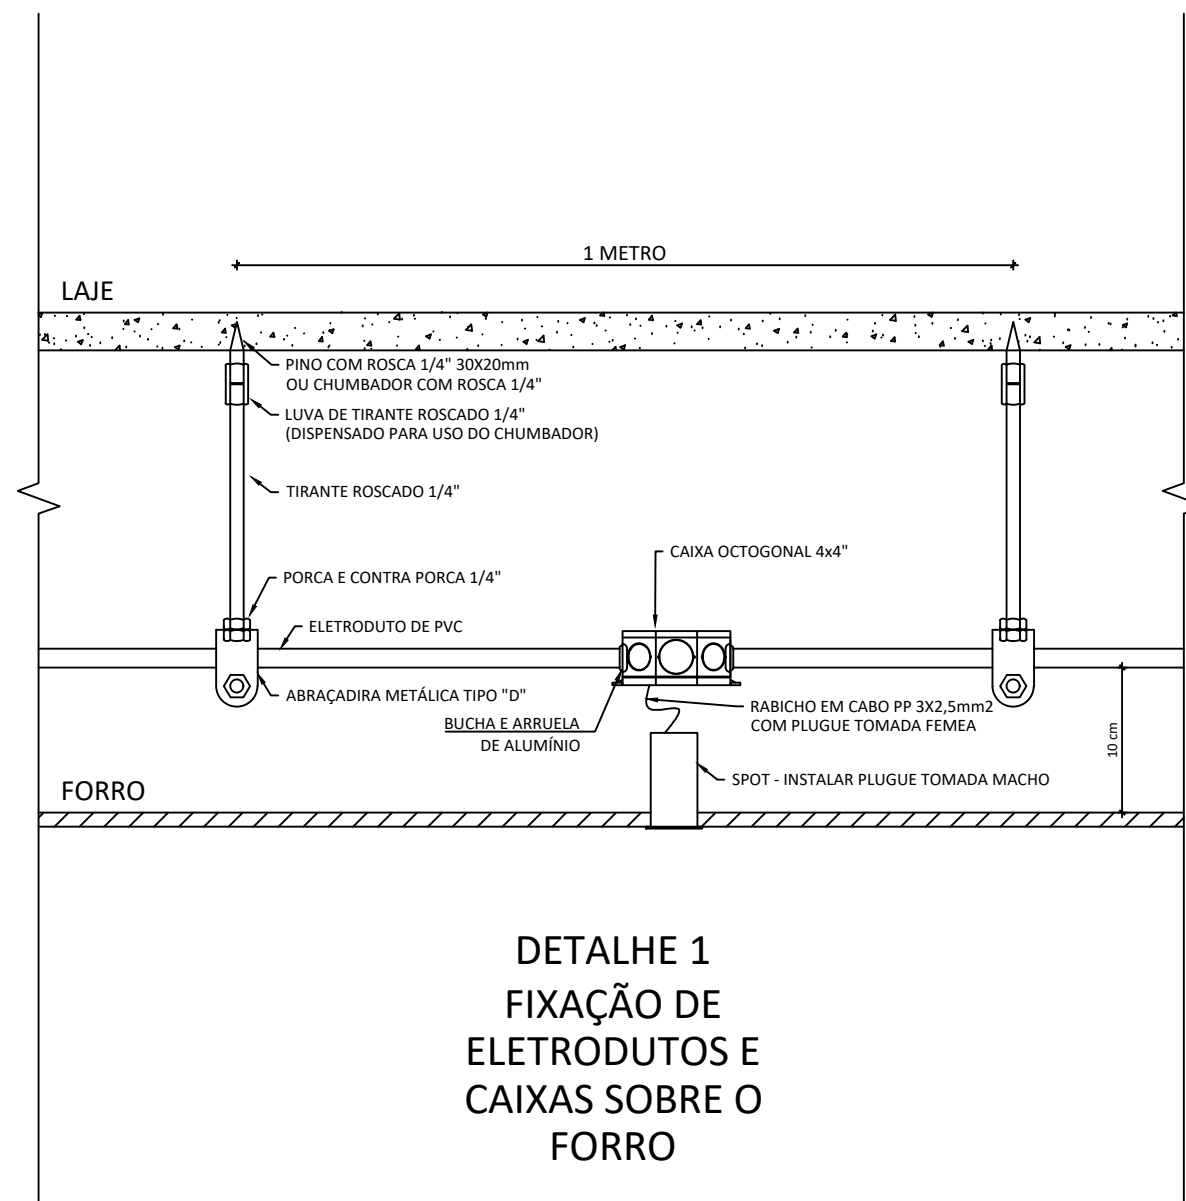 1 METRO
LAJE
PINO COM ROSCA 1/4" 30X20mm
OU CHUMBADOR COM ROSCA 1/4"
LUVA DE TIRANTE ROSCADO 1/4"
(DISPENSADO PARA USO DO CHUMBADOR)
TIRANTE ROSCADO 1/4"
CAIXA OCTOGONAL 4x4"
PORCA E CONTRA PORCA 1/4"
ELETRODUTO DE PVC
ABRAÇADIRA METÁLICA TIPO "D"
BUCHA E ARRUELA
DE ALUMÍNIO
RABICHO EM CABO PP 3X2,5mm2
COM PLUGUE TOMADA FEMEA
10 cm
SPOT - INSTALAR PLUGUE TOMADA MACHO
FORRO
DETALHE 1
FIXAÇÃO DE
ELETRODUTOS E
CAIXAS SOBRE O
FORRO